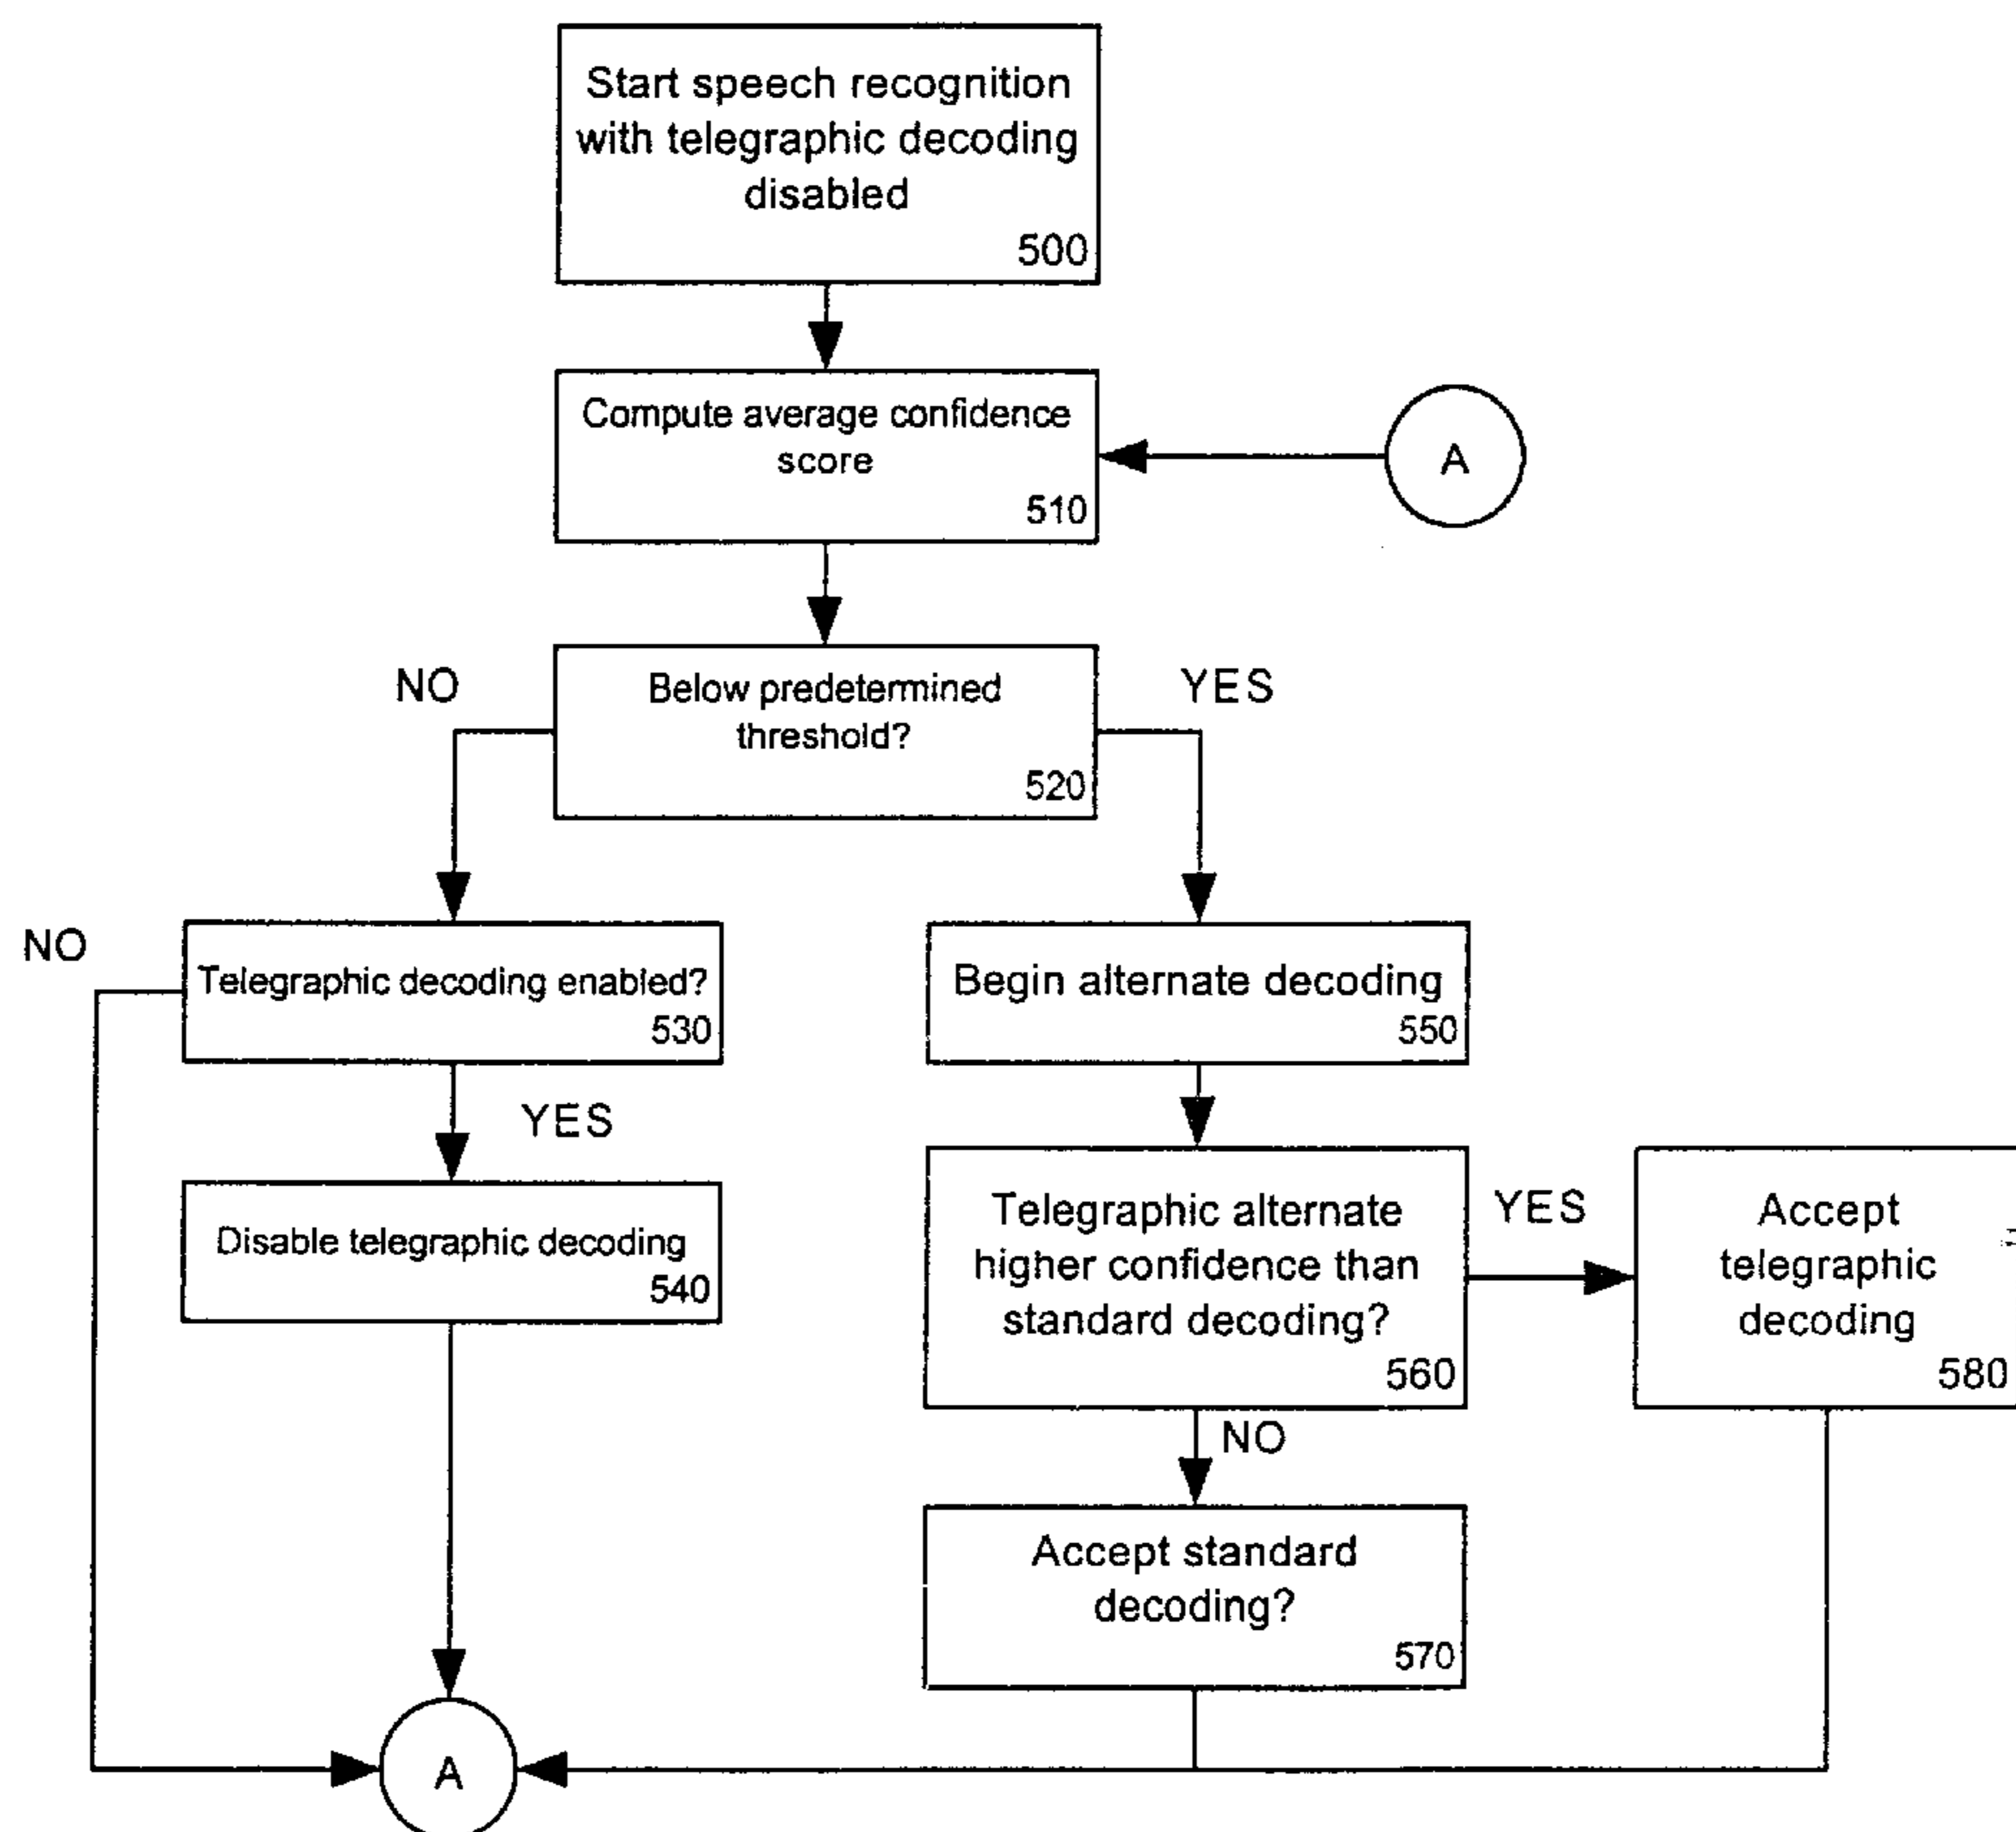 Start speech recognition
with telegraphic decoding
disabled
500
Compute average confidence
score
510
A
NO
YES
Below predetermined
threshold?
520
NO
Telegraphic decoding enabled?
530
Begin alternate decoding
550
YES
Disable telegraphic decoding
540
Telegraphic alternate
higher confidence than
standard decoding?
560
YES
Accept
telegraphic
decoding
580
NO
Accept standard
decoding?
570
A